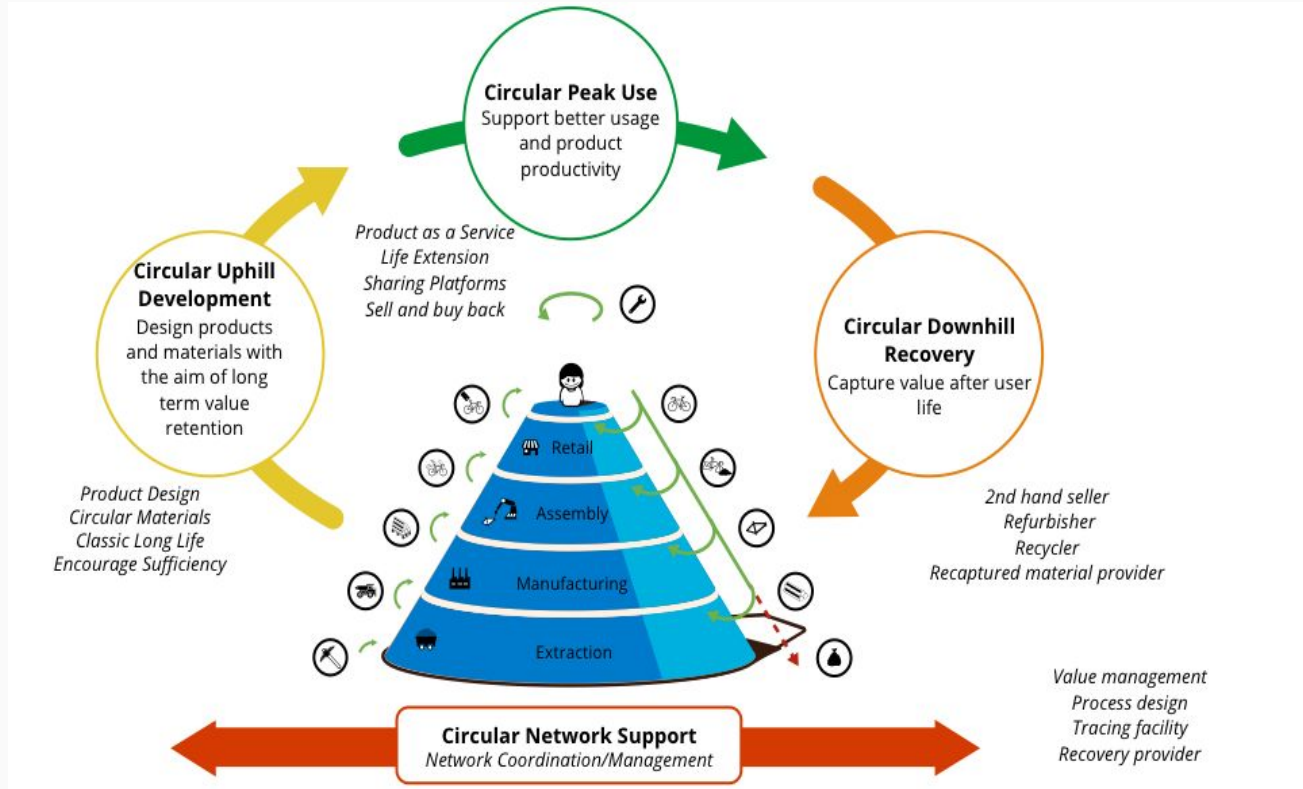 Circular Peak Use
Support better usage
and product
productivity
Product as a Service
Life Extension
Sharing Platforms
Sell and buy back
Circular Uphill
Development
Design products
and materials with
the aim of long
term value
retention
Product Design
Circular Materials
Classic Long Life
Encourage Sufficiency
Circular Downhill
Recovery
Capture value after user
life
2nd hand seller
Refurbisher
Recycler
Recaptured material provider
Retail
Assembly
Manufacturing
Extraction
Circular Network Support
Network Coordination/Management
Value management
Process design
Tracing facility
Recovery provider